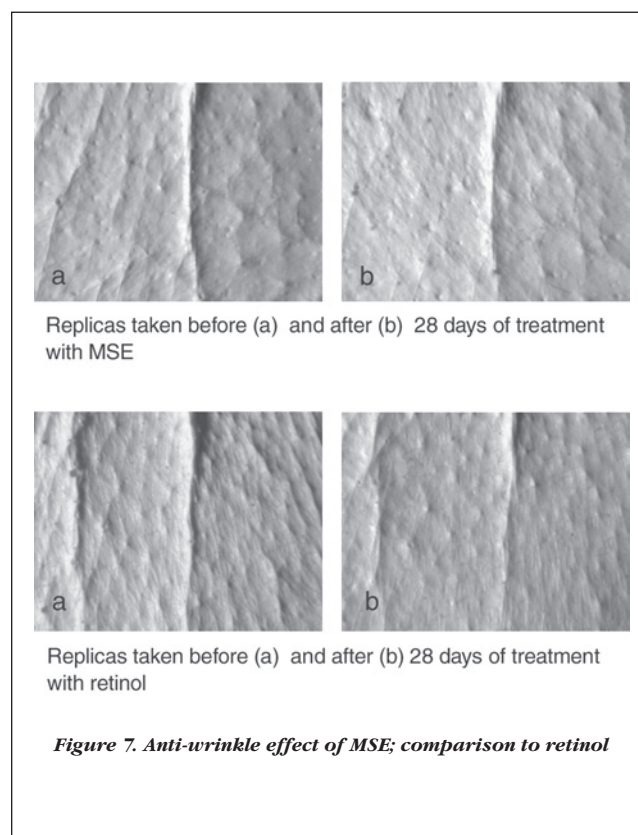 a
b
Replicas taken before (a) and after (b) 28 days of treatment
with MSE
a
b
Replicas taken before (a) and after (b) 28 days of treatment
with retinol
Figure 7. Anti-wrinkle effect of MSE; comparison to retinol